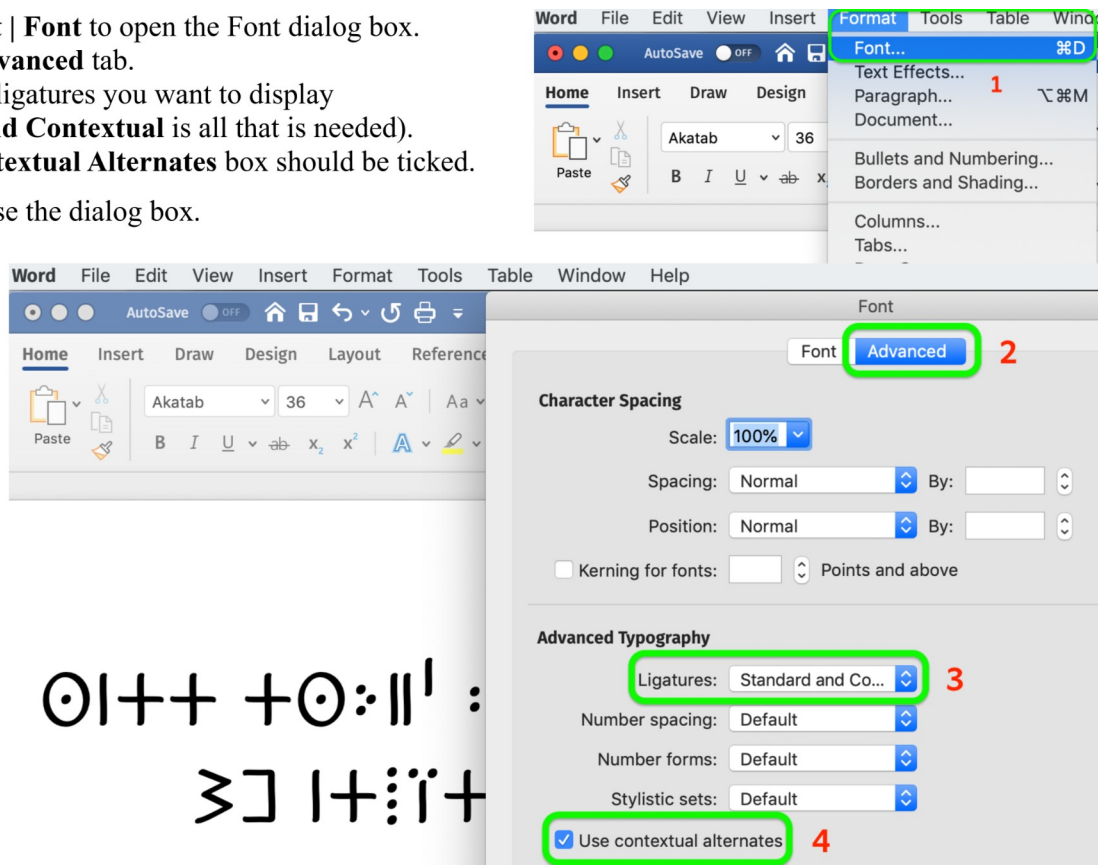 | Font to open the Font dialog box.
vanced tab.
ligatures you want to display
d Contextual is all that is needed).
textual Alternates box should be ticked.
se the dialog box.
Word File Edit View Insert Format Tools Table
AutoSave OFF
Font... ⌘D
1
Text Effects...
Paragraph... ⌥⌘M
Document...
Bullets and Numbering...
Borders and Shading...
Columns...
Tabs...
Home Insert Draw Design
Akatab 36
Paste B I U ab x
Word File Edit View Insert Format Tools Table Window Help
AutoSave OFF
Home Insert Draw Design Layout Reference
Akatab 36 A A Aa
Paste B I U ab x₂ x² A
Font
Font Advanced 2
Character Spacing
Scale: 100%
Spacing: Normal By:
Position: Normal By:
Kerning for fonts: Points and above
Advanced Typography
Ligatures: Standard and Co... 3
Number spacing: Default
Number forms: Default
Stylistic sets: Default
Use contextual alternates 4